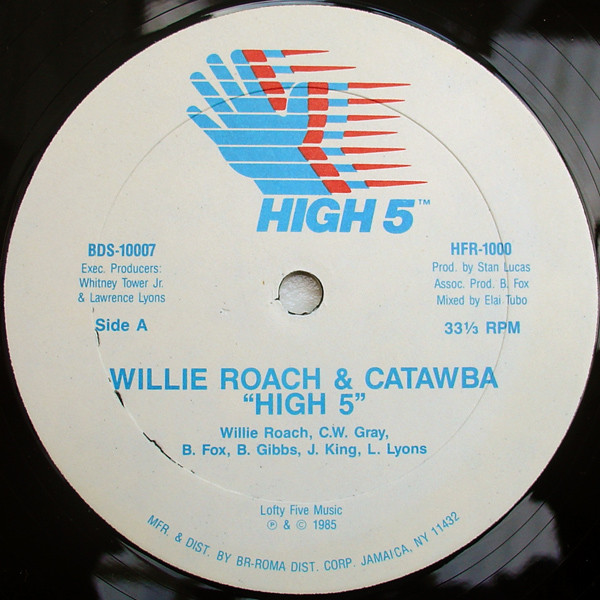 HIGH 5™
BDS-10007
Exec. Producers:
Whitney Tower Jr.
& Lawrence Lyons
Side A
HFR-1000
Prod. by Stan Lucas
Assoc. Prod. B. Fox
Mixed by Elai Tubo
33⅓ RPM
WILLIE ROACH & CATAWBA
“HIGH 5”
Willie Roach, C.W. Gray,
B. Fox, B. Gibbs, J. King, L. Lyons
Lofty Five Music
℗ & © 1985
MFR. & DIST. BY BR-ROMA DIST. CORP. JAMAICA, NY 11432